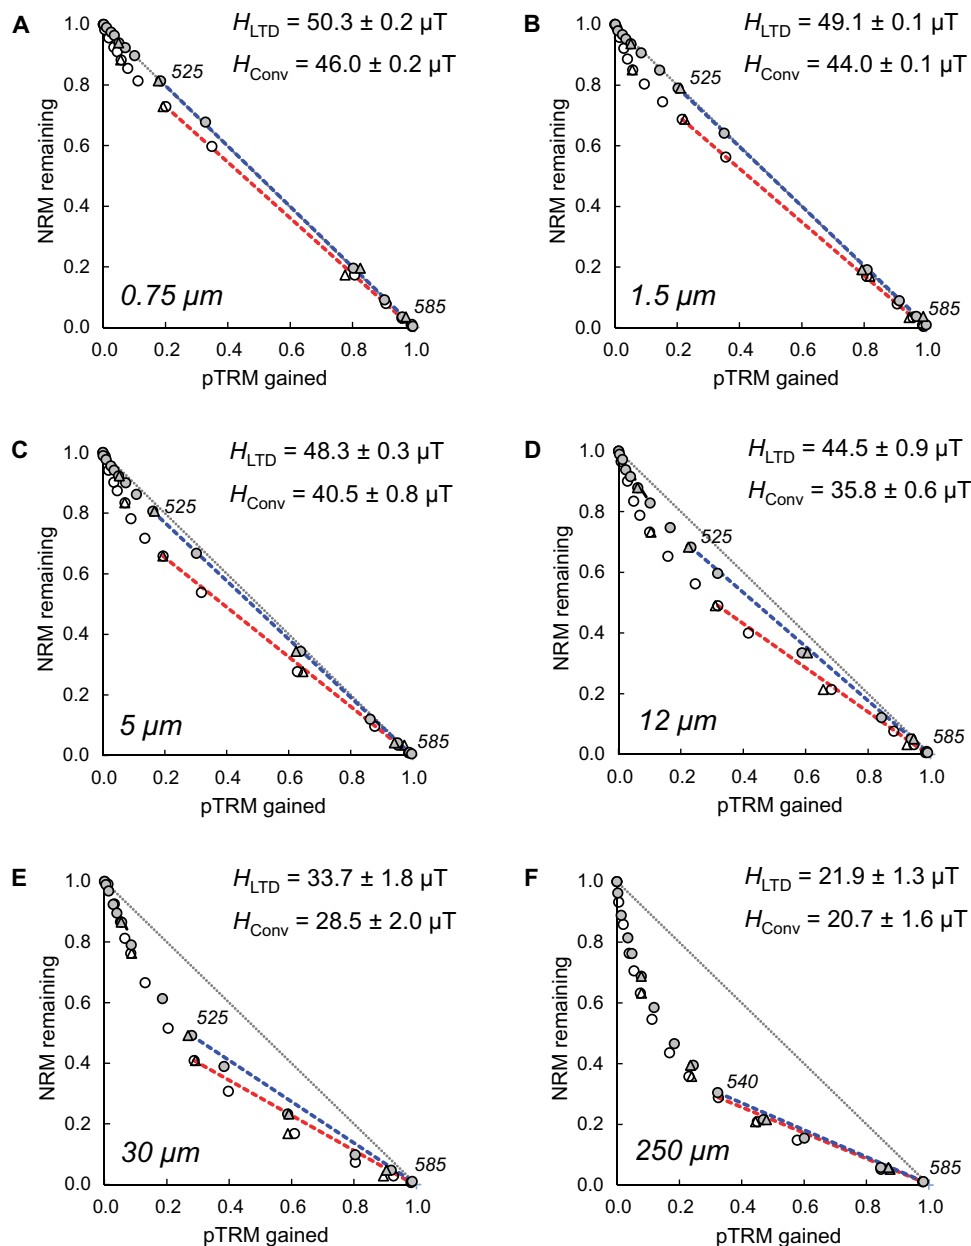 A
H_LTD = 50.3 ± 0.2 µT
H_Conv = 46.0 ± 0.2 µT
1.0
0.8
0.6
0.4
0.2
0.0
NRM remaining
525
585
0.75 µm
0.0 0.2 0.4 0.6 0.8 1.0
pTRM gained
B
H_LTD = 49.1 ± 0.1 µT
H_Conv = 44.0 ± 0.1 µT
1.0
0.8
0.6
0.4
0.2
0.0
NRM remaining
525
585
1.5 µm
0.0 0.2 0.4 0.6 0.8 1.0
pTRM gained
C
H_LTD = 48.3 ± 0.3 µT
H_Conv = 40.5 ± 0.8 µT
1.0
0.8
0.6
0.4
0.2
0.0
NRM remaining
525
585
5 µm
0.0 0.2 0.4 0.6 0.8 1.0
pTRM gained
D
H_LTD = 44.5 ± 0.9 µT
H_Conv = 35.8 ± 0.6 µT
1.0
0.8
0.6
0.4
0.2
0.0
NRM remaining
525
585
12 µm
0.0 0.2 0.4 0.6 0.8 1.0
pTRM gained
E
H_LTD = 33.7 ± 1.8 µT
H_Conv = 28.5 ± 2.0 µT
1.0
0.8
0.6
0.4
0.2
0.0
NRM remaining
525
585
30 µm
0.0 0.2 0.4 0.6 0.8 1.0
pTRM gained
F
H_LTD = 21.9 ± 1.3 µT
H_Conv = 20.7 ± 1.6 µT
1.0
0.8
0.6
0.4
0.2
0.0
NRM remaining
540
585
250 µm
0.0 0.2 0.4 0.6 0.8 1.0
pTRM gained